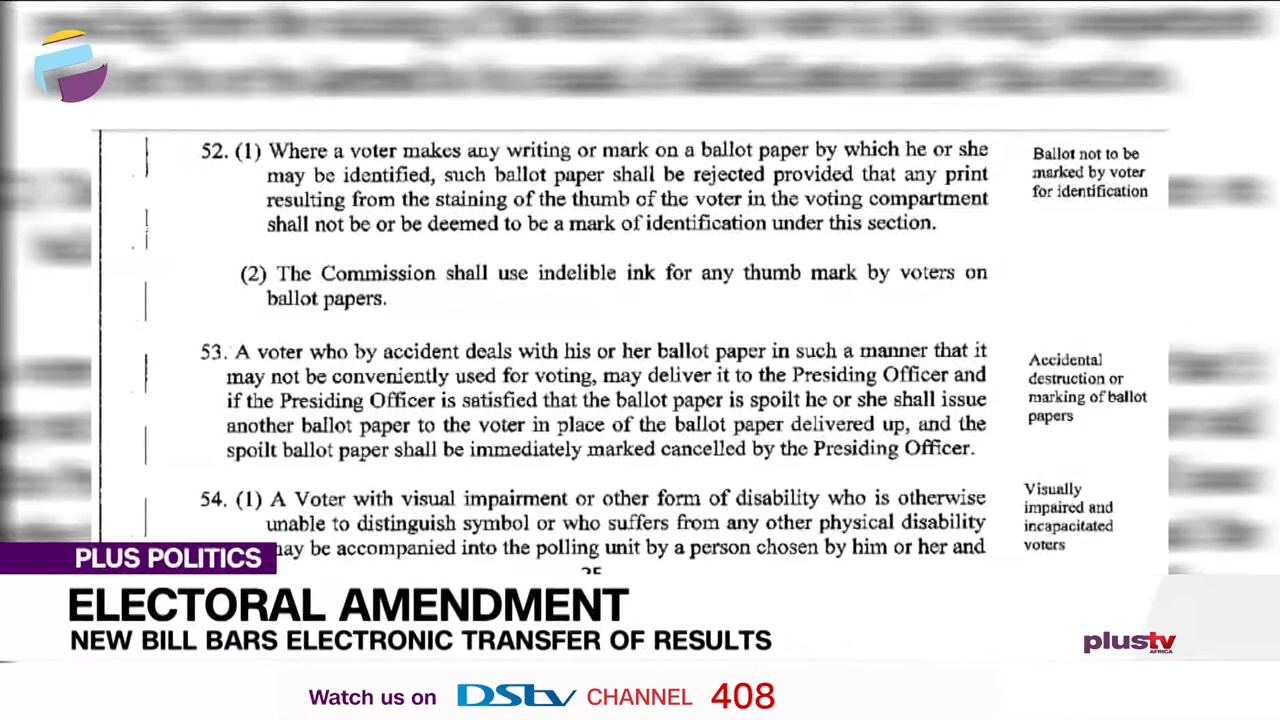 52. (1) Where a voter makes any writing or mark on a ballot paper by which he or she
may be identified, such ballot paper shall be rejected provided that any print
resulting from the staining of the thumb of the voter in the voting compartment
shall not be or be deemed to be a mark of identification under this section.
Ballot not to be
marked by voter
for identification
(2) The Commission shall use indelible ink for any thumb mark by voters on
ballot papers.
53. A voter who by accident deals with his or her ballot paper in such a manner that it
may not be conveniently used for voting, may deliver it to the Presiding Officer and
if the Presiding Officer is satisfied that the ballot paper is spoilt he or she shall issue
another ballot paper to the voter in place of the ballot paper delivered up, and the
spoilt ballot paper shall be immediately marked cancelled by the Presiding Officer.
Accidental
destruction or
marking of ballot
papers
54. (1) A Voter with visual impairment or other form of disability who is otherwise
unable to distinguish symbol or who suffers from any other physical disability
may be accompanied into the polling unit by a person chosen by him or her and
Visually
impaired and
incapacitated
voters
PLUS POLITICS
ELECTORAL AMENDMENT
NEW BILL BARS ELECTRONIC TRANSFER OF RESULTS
plustv
AFRICA
Watch us on DStv CHANNEL 408